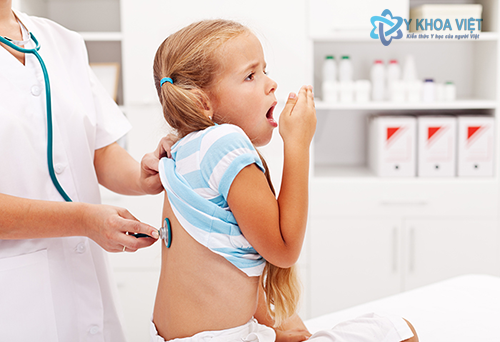 Y KHOA VIỆT
Kiến thức Y học của người Việt